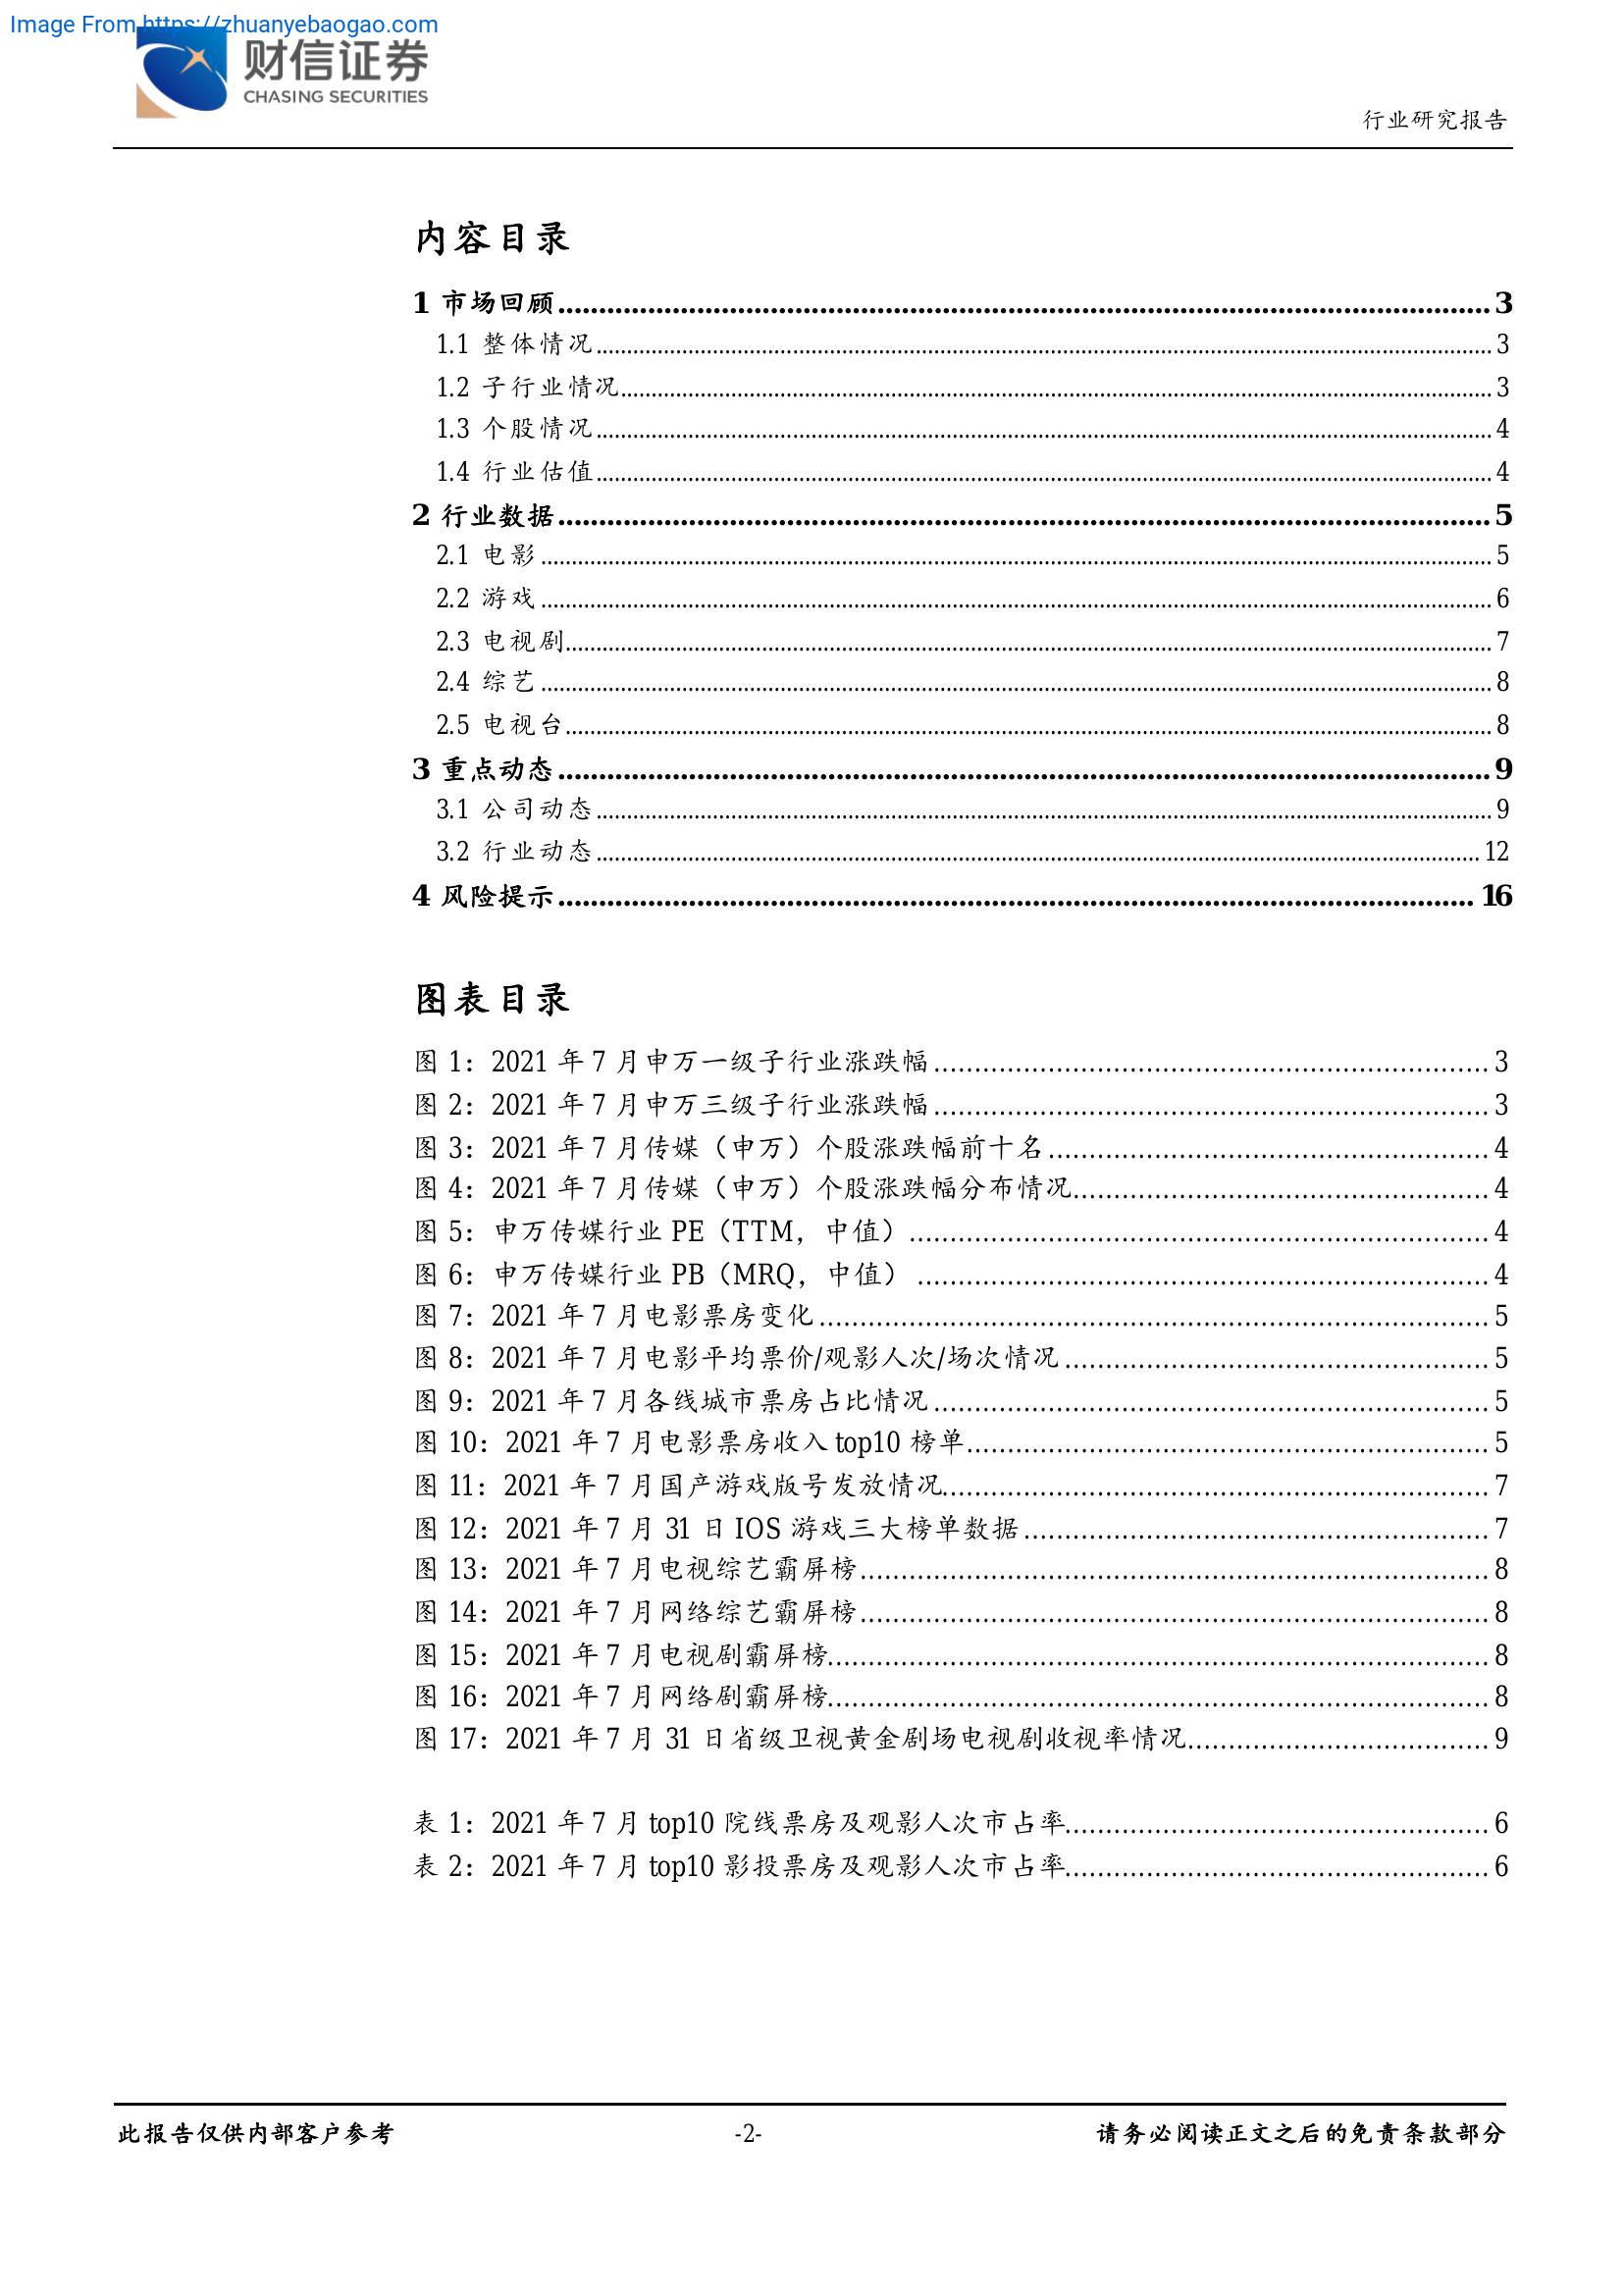 Image From https://zhuanyebaogao.com
财信证券
CHASING SECURITIES
行业研究报告
内容目录
1 市场回顾........................................ 3
1.1 整体情况........................................ 3
1.2 子行业情况........................................ 3
1.3 个股情况........................................ 4
1.4 行业估值........................................ 4
2 行业数据........................................ 5
2.1 电影........................................ 5
2.2 游戏........................................ 6
2.3 电视剧........................................ 7
2.4 综艺........................................ 8
2.5 电视台........................................ 8
3 重点动态........................................ 9
3.1 公司动态........................................ 9
3.2 行业动态........................................ 12
4 风险提示........................................ 16
图表目录
图 1：2021 年 7 月申万一级子行业涨跌幅........................................ 3
图 2：2021 年 7 月申万三级子行业涨跌幅........................................ 3
图 3：2021 年 7 月传媒（申万）个股涨跌幅前十名........................................ 4
图 4：2021 年 7 月传媒（申万）个股涨跌幅分布情况........................................ 4
图 5：申万传媒行业 PE（TTM，中值）........................................ 4
图 6：申万传媒行业 PB（MRQ，中值）........................................ 4
图 7：2021 年 7 月电影票房变化........................................ 5
图 8：2021 年 7 月电影平均票价/观影人次/场次情况........................................ 5
图 9：2021 年 7 月各线城市票房占比情况........................................ 5
图 10：2021 年 7 月电影票房收入 top10 榜单........................................ 5
图 11：2021 年 7 月国产游戏版号发放情况........................................ 7
图 12：2021 年 7 月 31 日 IOS 游戏三大榜单数据........................................ 7
图 13：2021 年 7 月电视综艺霸屏榜........................................ 8
图 14：2021 年 7 月网络综艺霸屏榜........................................ 8
图 15：2021 年 7 月电视剧霸屏榜........................................ 8
图 16：2021 年 7 月网络剧霸屏榜........................................ 8
图 17：2021 年 7 月 31 日省级卫视黄金剧场电视剧收视率情况........................................ 9
表 1：2021 年 7 月 top10 院线票房及观影人次市占率........................................ 6
表 2：2021 年 7 月 top10 影投票房及观影人次市占率........................................ 6
此报告仅供内部客户参考
-2-
请务必阅读正文之后的免责条款部分